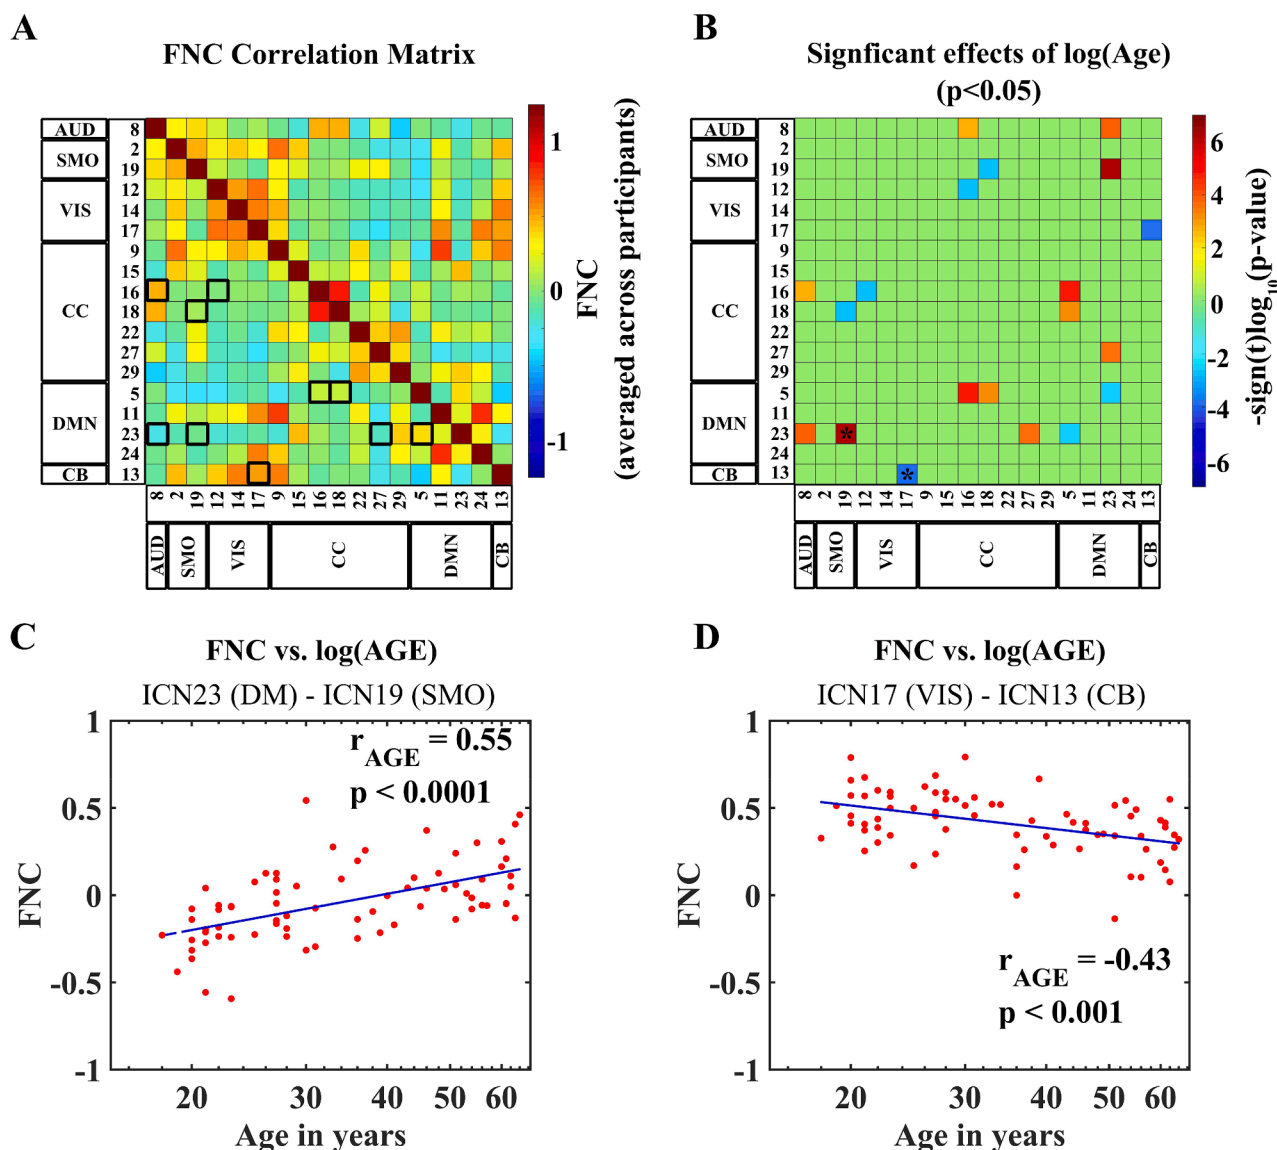 A
FNC Correlation Matrix
AUD
SMO
VIS
CC
DMN
CB
8
2
19
12
14
17
9
15
16
18
22
27
29
5
11
23
24
13
8 2 19 12 14 17 9 15 16 18 22 27 29 5 11 23 24 13
AUD SMO VIS CC DMN CB
1
0
-1
FNC
(averaged across participants)
B
Signficant effects of log(Age)
(p<0.05)
AUD
SMO
VIS
CC
DMN
CB
8
2
19
12
14
17
9
15
16
18
22
27
29
5
11
23
24
13
*
*
8 2 19 12 14 17 9 15 16 18 22 27 29 5 11 23 24 13
AUD SMO VIS CC DMN CB
6
4
2
0
-2
-4
-6
-sign(t)log10(p-value)
C
FNC vs. log(AGE)
ICN23 (DM) - ICN19 (SMO)
rAGE = 0.55
p < 0.0001
1
0.5
0
-0.5
-1
FNC
20 30 40 50 60
Age in years
D
FNC vs. log(AGE)
ICN17 (VIS) - ICN13 (CB)
1
0.5
0
-0.5
-1
FNC
rAGE = -0.43
p < 0.001
20 30 40 50 60
Age in years